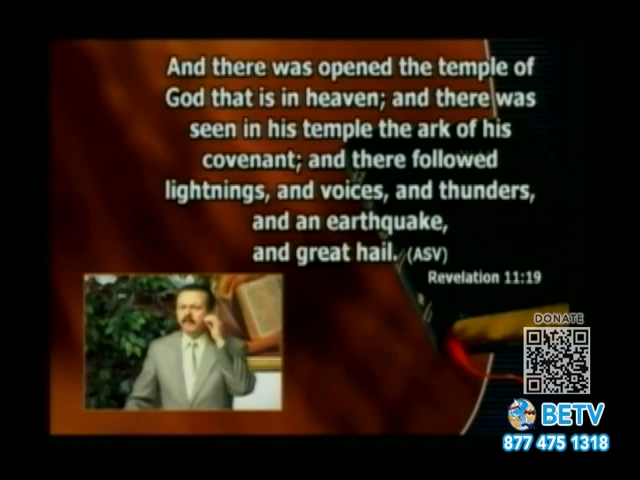 And there was opened the temple of
God that is in heaven; and there was
seen in his temple the ark of his
covenant; and there followed
lightnings, and voices, and thunders,
and an earthquake,
and great hail. (ASV)
Revelation 11:19
DONATE
BETV
877 475 1318